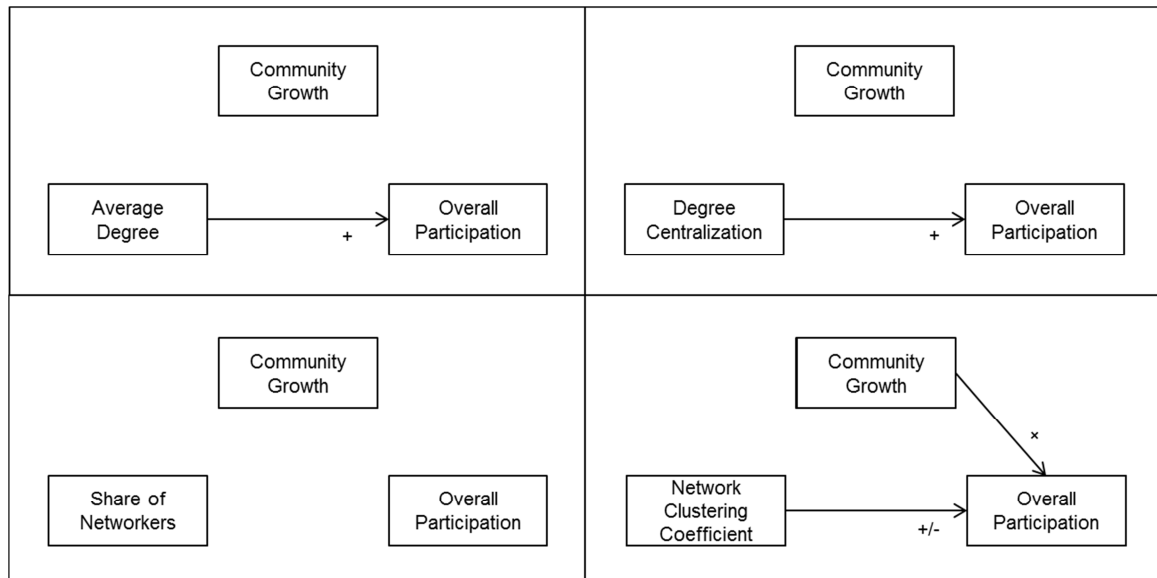 Community
Growth
Average
Degree
+
Overall
Participation
Community
Growth
Degree
Centralization
+
Overall
Participation
Community
Growth
Share of
Networkers
Overall
Participation
Community
Growth
×
Network
Clustering
Coefficient
+/-
Overall
Participation